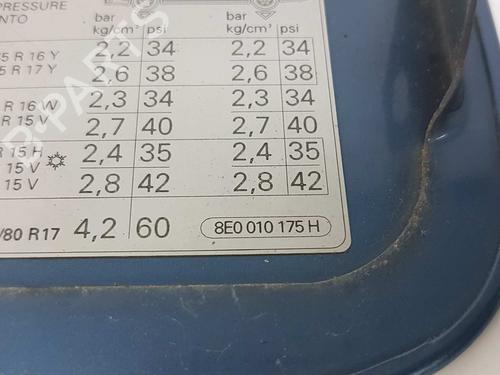 PRESSURE bar bar
NTO kg/cm² psi kg/cm² psi
5 R 16 Y 2,2 34 2,2 34
5 R 17 Y 2,6 38 2,6 38
R 16 W 2,3 34 2,3 34
15 V 2,7 40 2,7 40
R 15 H 2,4 35 2,4 35
15 V
15 V 2,8 42 2,8 42
/80 R17 4,2 60 8E0 010 175 H